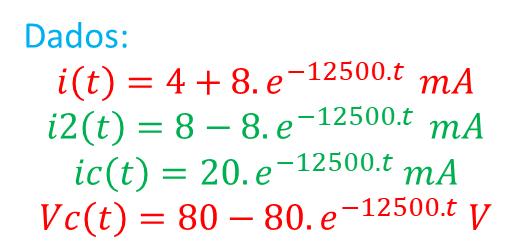 Dados:
i(t) = 4 + 8. e^{−12500.t} mA
i2(t) = 8 − 8. e^{−12500.t} mA
ic(t) = 20. e^{−12500.t} mA
Vc(t) = 80 − 80. e^{−12500.t} V